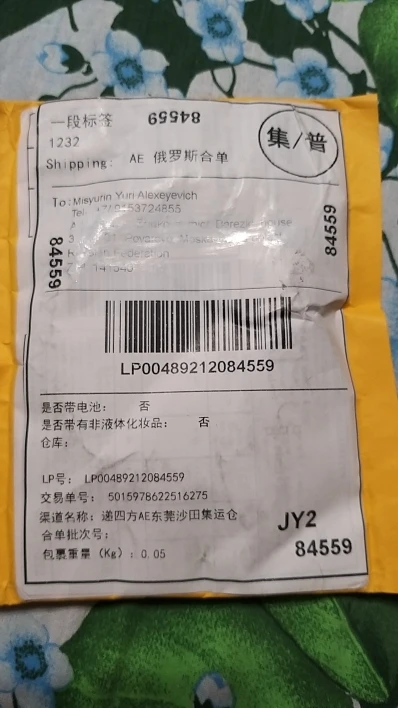 一段标签
84559
1232
集/普
Shipping: AE 俄罗斯合单
To: Misyurin Yuri Alexeyevich
Tel
84559
84559
Federation
LP00489212084559
是否带电池： 否
是否带有非液体化妆品： 否
仓库：
LP号： LP00489212084559
交易单号： 5015978622516275
渠道名称：递四方AE东莞沙田集运仓
JY2
合单批次号：
84559
包裹重量（Kg）：0.05